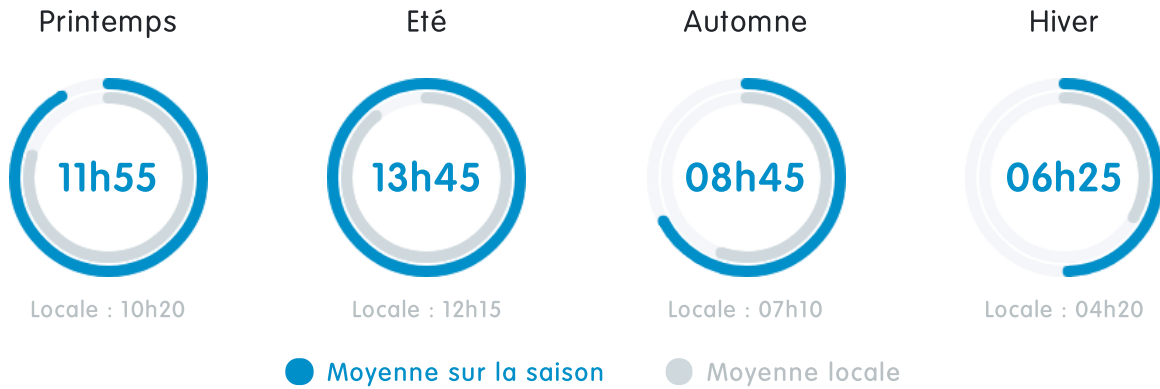 Printemps
Eté
Automne
Hiver
11h55
13h45
08h45
06h25
Locale : 10h20
Locale : 12h15
Locale : 07h10
Locale : 04h20
Moyenne sur la saison
Moyenne locale